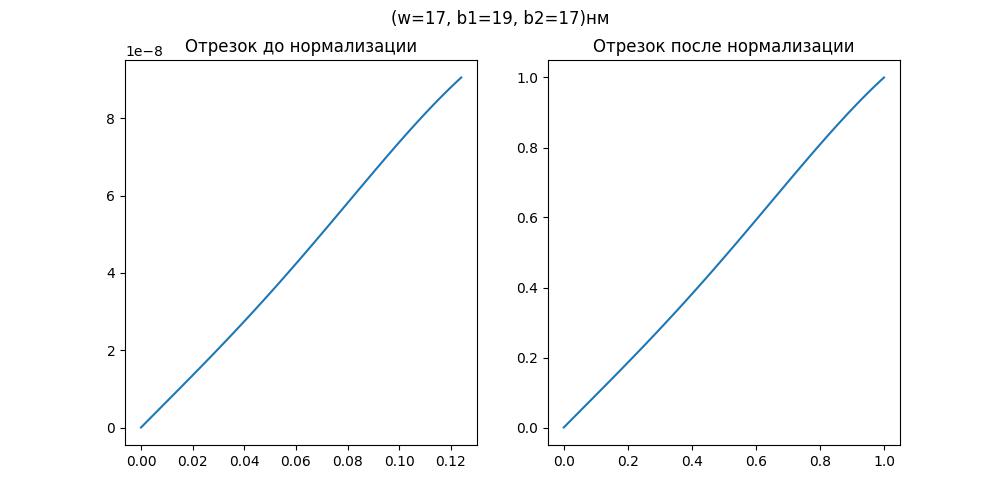 (w=17, b1=19, b2=17)нм
Отрезок до нормализации
1e−8
8
6
4
2
0
0.00 0.02 0.04 0.06 0.08 0.10 0.12
Отрезок после нормализации
1.0
0.8
0.6
0.4
0.2
0.0
0.0 0.2 0.4 0.6 0.8 1.0